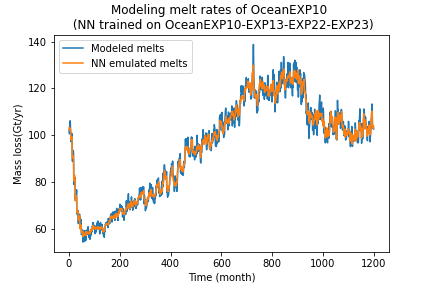 Modeling melt rates of OceanEXP10
(NN trained on OceanEXP10-EXP13-EXP22-EXP23)
140
120
100
80
60
Mass loss(Gt/yr)
Modeled melts
NN emulated melts
0 200 400 600 800 1000 1200
Time (month)